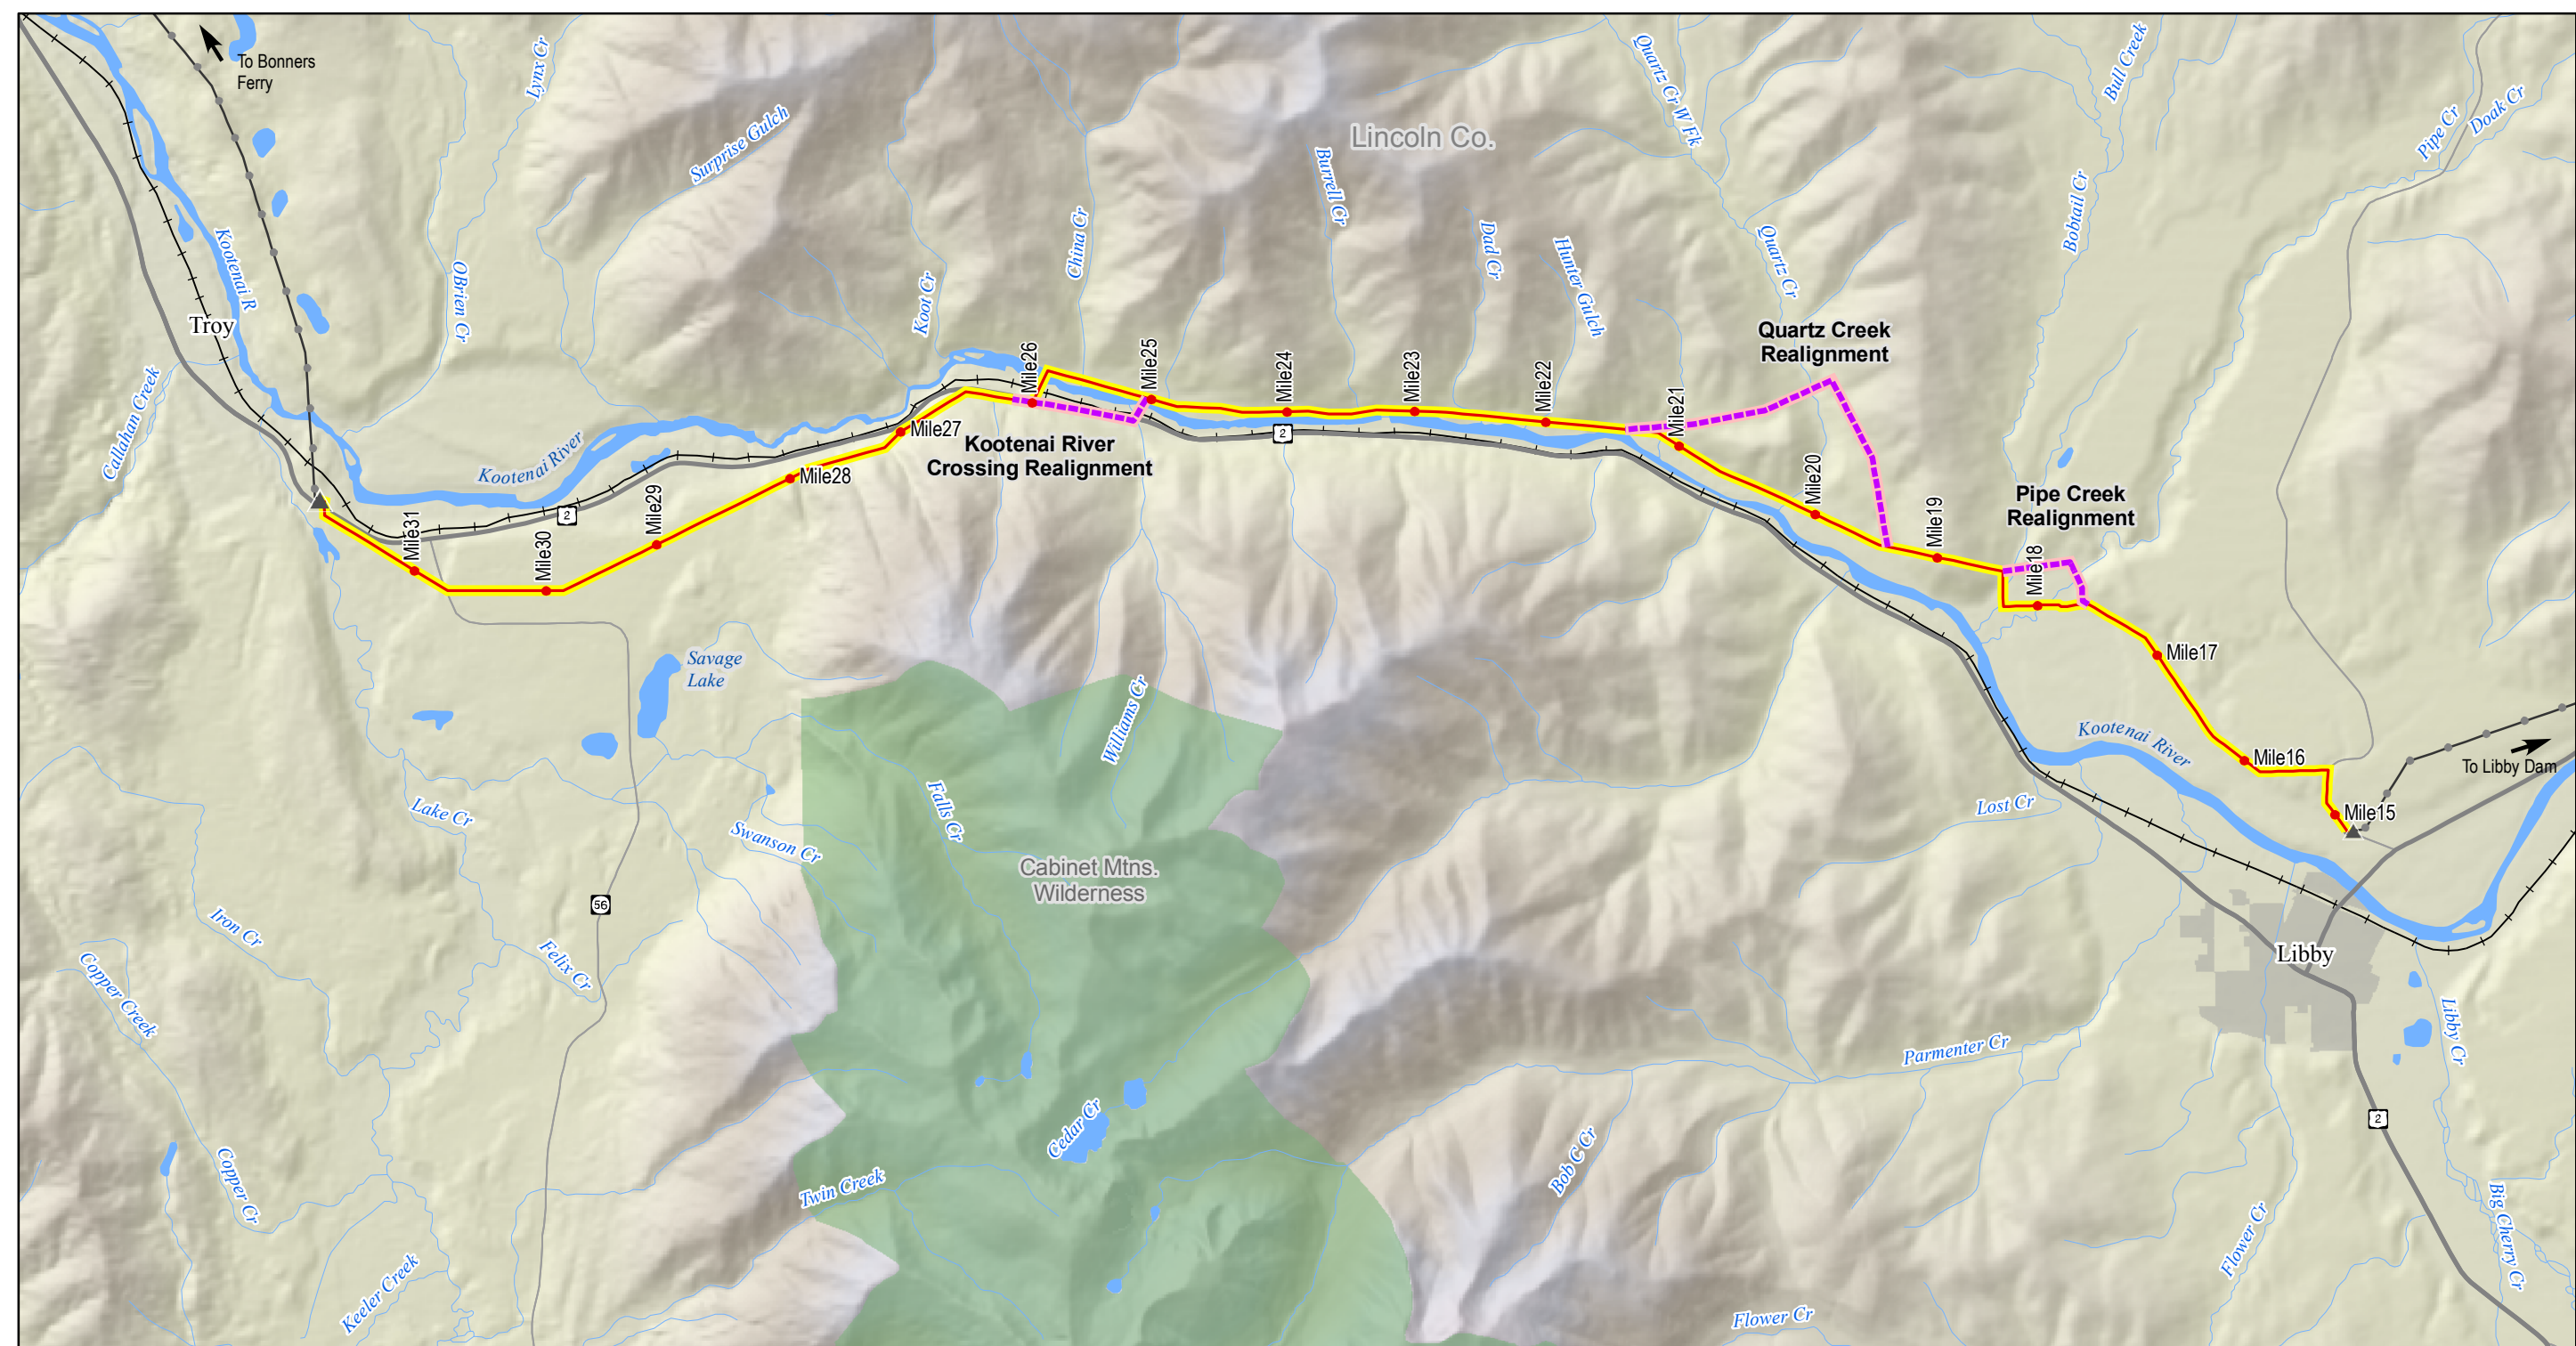 To Bonners
Ferry
Lynx Cr
Surprise Gulch
Kootenai R
OBrien Cr
Troy
Callahan Creek
Kootenai River
Koot Cr
China Cr
Burrell Cr
Lincoln Co.
Dad Cr
Hunter Gulch
Quartz Cr W Fk
Quartz Cr
Bull Creek
Bobtail Cr
Pipe Cr
Doak Cr
Quartz Creek
Realignment
Pipe Creek
Realignment
Kootenai River
Crossing Realignment
Mile31
Mile30
Mile29
Mile28
Mile27
Mile26
Mile25
Mile24
Mile23
Mile22
Mile21
Mile20
Mile19
Mile18
Mile17
Mile16
Mile15
2
2
Savage
Lake
Kootenai River
To Libby Dam
Williams Cr
Falls Cr
Lake Cr
Swanson Cr
Lost Cr
Cabinet Mtns.
Wilderness
56
Iron Cr
Felix Cr
Copper Creek
Libby
Libby Cr
Parmenter Cr
Cedar Cr
Bob C Cr
2
Twin Creek
Copper Cr
Keeler Creek
Flower Cr
Big Cherry Cr
Flower Cr